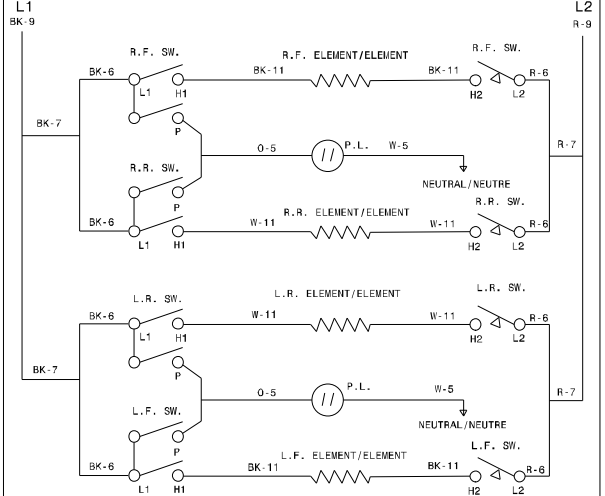 L1 L2
BK-9 R-9
R.F. SW. R.F. ELEMENT/ELEMENT R.F. SW.
BK-6 BK-11 BK-11 R-6
L1 H1 H2 L2
BK-7 P
O-5 P.L. W-5 R-7
R.R. SW. NEUTRAL/NEUTRE
P R.R. SW.
R.R. ELEMENT/ELEMENT
BK-6 W-11 W-11 R-6
L1 H1 H2 L2
L.R. SW. L.R. ELEMENT/ELEMENT L.R. SW.
BK-6 W-11 W-11 R-6
L1 H1 H2 L2
BK-7 P
O-5 P.L. W-5 R-7
L.F. SW. NEUTRAL/NEUTRE
P L.F. SW.
L.F. ELEMENT/ELEMENT
BK-6 BK-11 BK-11 R-6
L1 H1 H2 L2